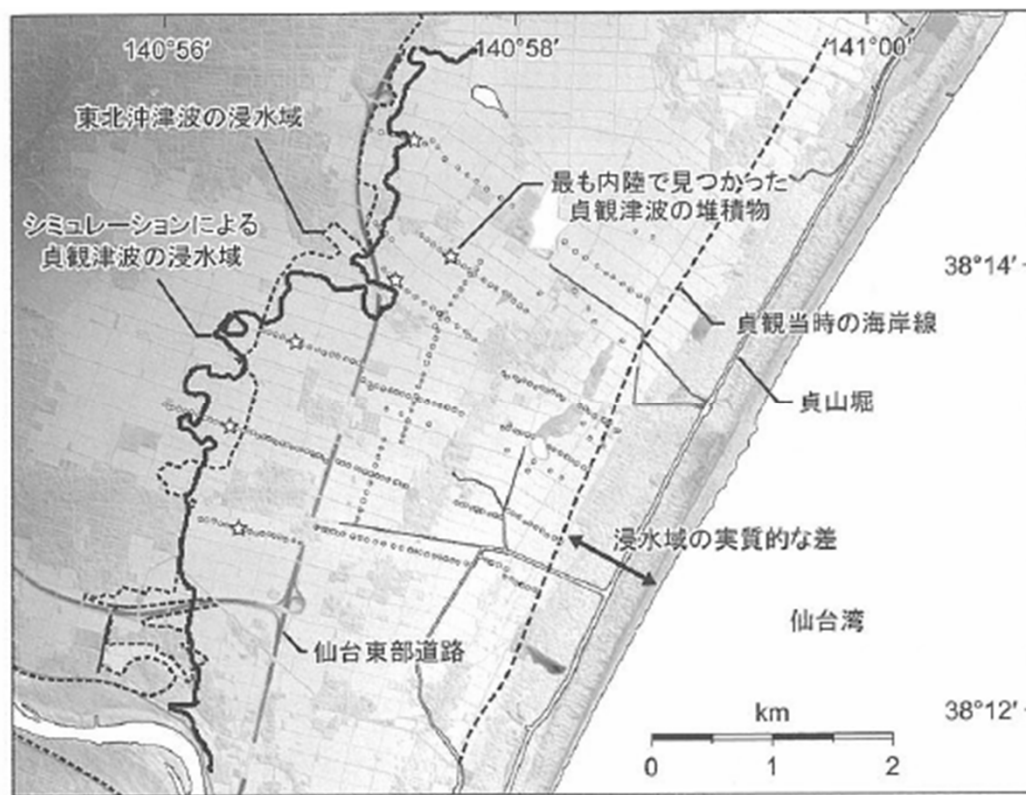 140°56′
140°58′
141°00′
東北沖津波の浸水域
最も内陸で見つかった
貞観津波の堆積物
シミュレーションによる
貞観津波の浸水域
38°14′
貞観当時の海岸線
貞山堀
浸水域の実質的な差
仙台湾
仙台東部道路
38°12′
km
0
1
2